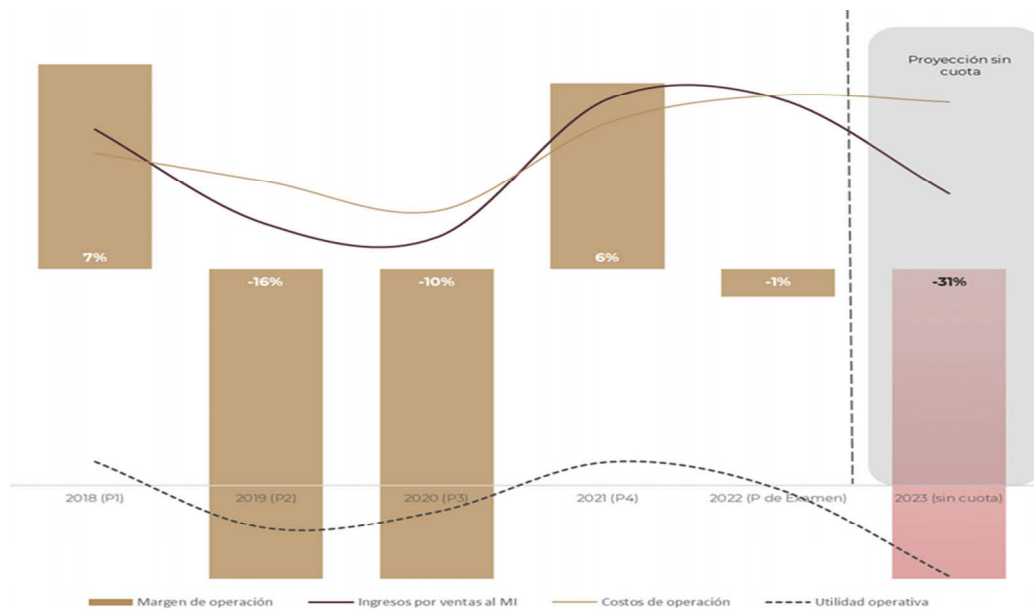 Proyección sin
cuota
7%
-16%
-10%
6%
-1%
-31%
2018 (P1)
2019 (P2)
2020 (P3)
2021 (P4)
2022 (P de Examen)
2023 (sin cuota)
Margen de operación
Ingresos por ventas al MI
Costos de operación
Utilidad operativa